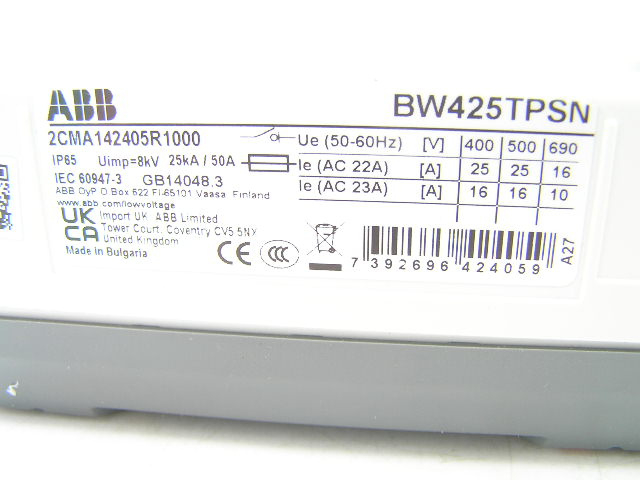 ABB
BW425TPSN
2CMA142405R1000
Ue (50-60Hz) [V] 400 500 690
IP65 Uimp=8kV 25kA / 50A
Ie (AC 22A) [A] 25 25 16
IEC 60947-3 GB14048.3
Ie (AC 23A) [A] 16 16 10
ABB OyP O Box 622 FI-65101 Vaasa Finland
www.abb.com/lowvoltage
UK
CA
Import UK ABB Limited
Tower Court, Coventry CV5 5NX
United Kingdom
Made in Bulgaria
CE
CCC
7 392696 424059
A27